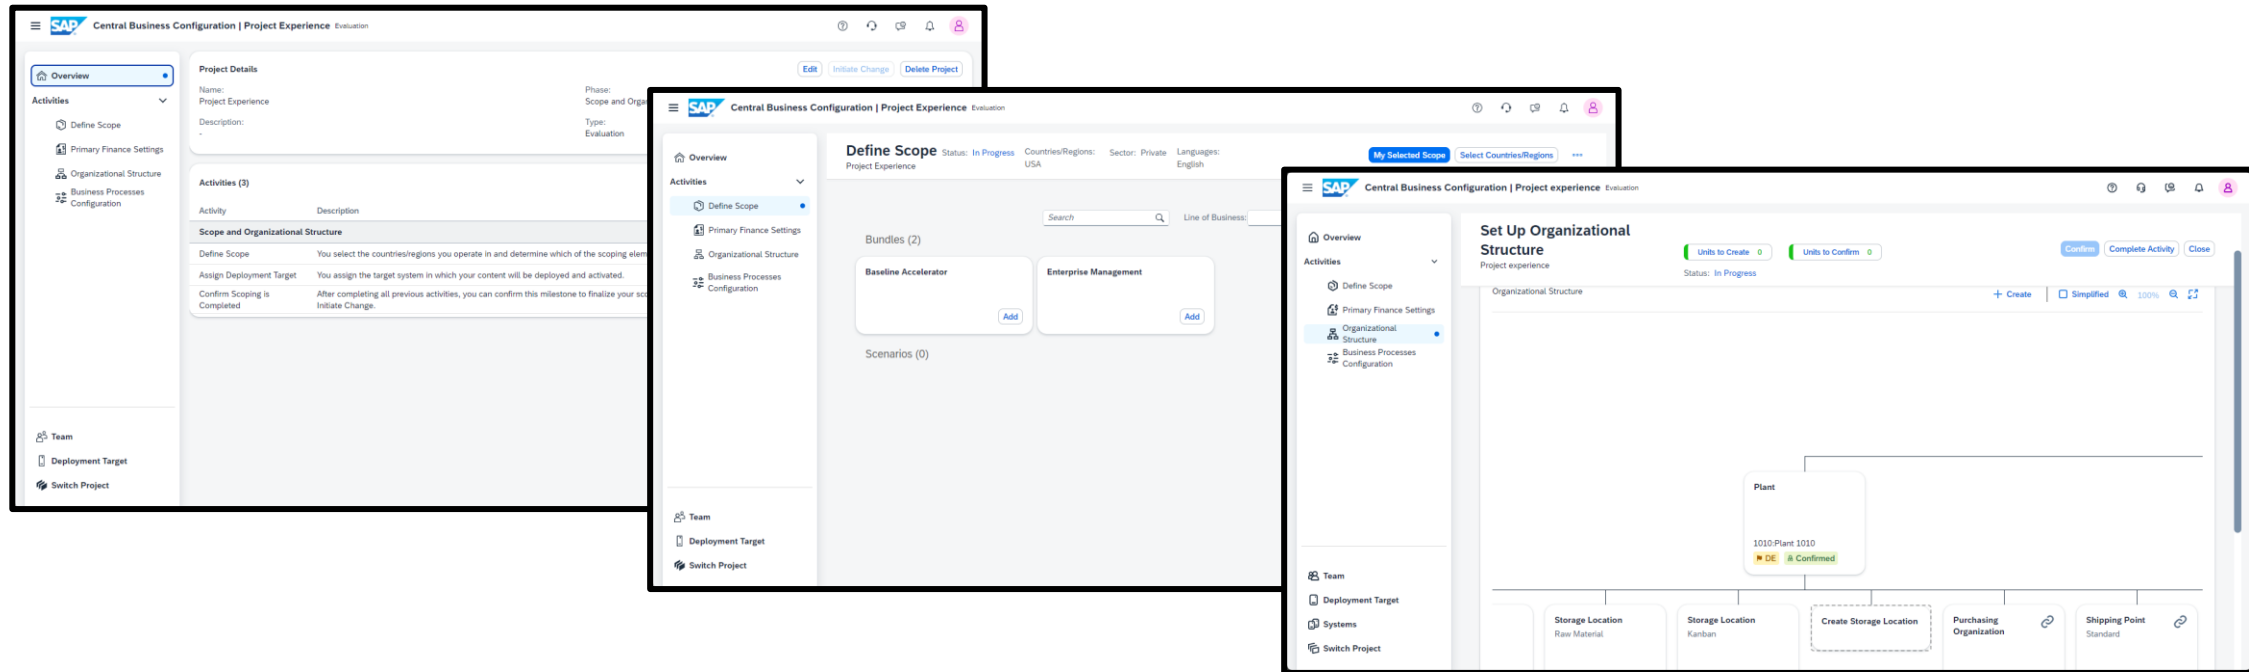 SAP Central Business Configuration | Project Experience Evaluation
Overview
Activities
Define Scope
Primary Finance Settings
Organizational Structure
Business Processes
Configuration
Team
Deployment Target
Switch Project
Project Details
Edit Initiate Change Delete Project
Name:
Project Experience
Phase:
Description:
-
Type:
Evaluation
Activities (3)
Activity Description
Scope and Organizational Structure
Define Scope You select the countries/regions you operate in and determine which of the scoping
Assign Deployment Target You assign the target system in which your content will be deployed and activated.
Confirm Scoping is After completing all previous activities, you can confirm this milestone to finalize your
Completed Initiate Change.
SAP Central Business Configuration | Project Experience Evaluation
Overview
Activities
Define Scope
Primary Finance Settings
Organizational Structure
Business Processes
Configuration
Team
Deployment Target
Switch Project
Define Scope Status: In Progress Countries/Regions: Sector: Private Languages:
Project Experience USA English
My Selected Scope Select Countries/Regions ...
Search Line of Business:
Bundles (2)
Baseline Accelerator
Add
Enterprise Management
Add
Scenarios (0)
SAP Central Business Configuration | Project experience Evaluation
Overview
Activities
Define Scope
Primary Finance Settings
Organizational
Structure
Business Processes
Configuration
Team
Deployment Target
Systems
Switch Project
Set Up Organizational
Structure
Project experience
Units to Create 0 Units to Confirm 0
Status: In Progress
Confirm Complete Activity Close
Organizational Structure
+ Create Simplified 100%
Plant
1010:Plant 1010
DE Confirmed
Storage Location
Raw Material
Storage Location
Kanban
Create Storage Location
Purchasing
Organization
Shipping Point
Standard